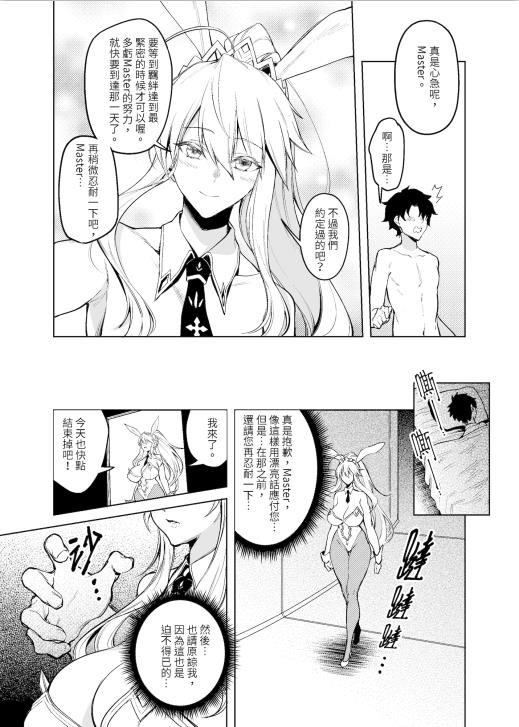 真是心急呢，
Master。
啊…那是…
不過我們
約定過的吧？
要等到羈絆達到最
緊密的時候才可以喔。
多虧Master的努力，
就快要到達那一天了。
再稍微忍耐一下吧，
Master…
嘶…
嘶…
噠
噠
噠…
真是抱歉，Master，
像這樣用漂亮話應付您…
但是…在那之前，
還請您再忍耐一下…
我來了。
今天也快點
結束掉吧！
然後…
也請原諒我，
因為這也是
迫不得已的…
沙…